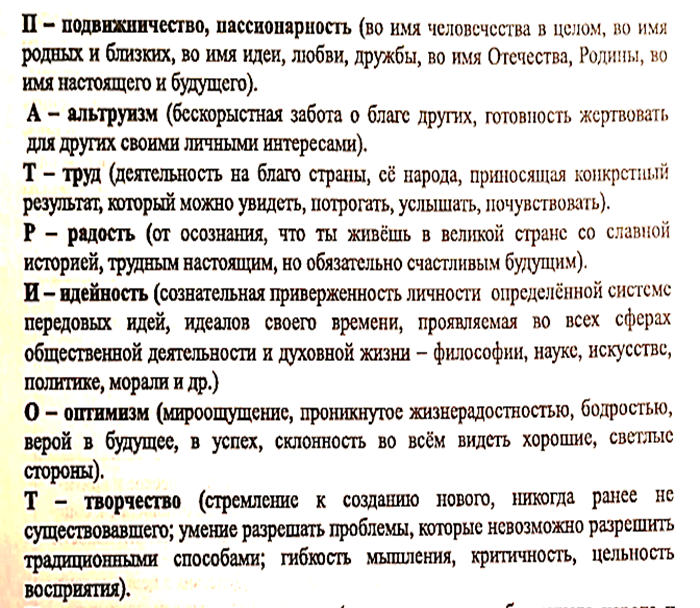 П – подвижничество, пассионарность (во имя человечества в целом, во имя
родных и близких, во имя идеи, любви, дружбы, во имя Отечества, Родины, во
имя настоящего и будущего).
А – альтруизм (бескорыстная забота о благе других, готовность жертвовать
для других своими личными интересами).
Т – труд (деятельность на благо страны, её народа, приносящая конкретный
результат, который можно увидеть, потрогать, услышать, почувствовать).
Р – радость (от осознания, что ты живёшь в великой стране со славной
историей, трудным настоящим, но обязательно счастливым будущим).
И – идейность (сознательная приверженность личности определённой системе
передовых идей, идеалов своего времени, проявляемая во всех сферах
общественной деятельности и духовной жизни – философии, науке, искусстве,
политике, морали и др.)
О – оптимизм (мироощущение, проникнутое жизнерадостностью, бодростью,
верой в будущее, в успех, склонность во всём видеть хорошие, светлые
стороны).
Т – творчество (стремление к созданию нового, никогда ранее не
существовавшего; умение разрешать проблемы, которые невозможно разрешить
традиционными способами; гибкость мышления, критичность, цельность
восприятия).